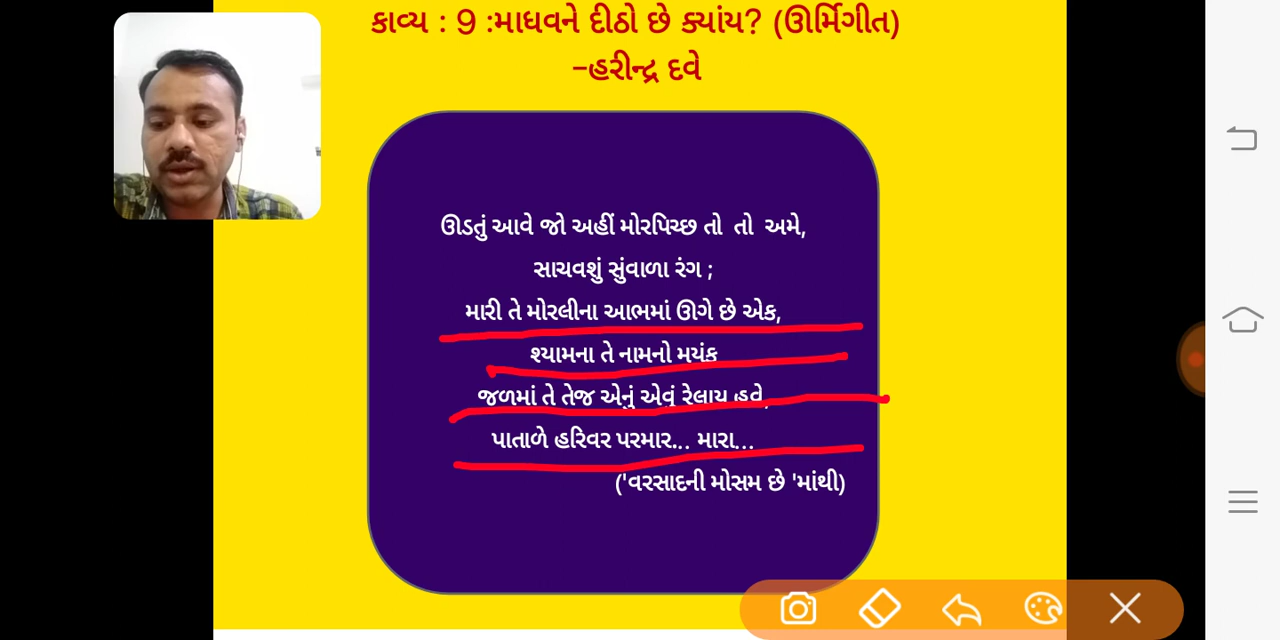 કાવ્ય : 9 :માધવને દીઠો છે ક્યાંય? (ઊર્મિગીત)
-હરીન્દ્ર દવે
ઊડતું આવે જો અહીં મોરપિચ્છ તો તો અમે,
સાચવશું સુંવાળા રંગ ;
મારી તે મોરલીના આભમાં ઊગે છે એક,
શ્યામના તે નામનો મયંક
જળમાં તે તેજ એનું એવું રેલાય હવે,
પાતાળે હરિવર પરમાર... મારા...
('વરસાદની મોસમ છે 'માંથી)